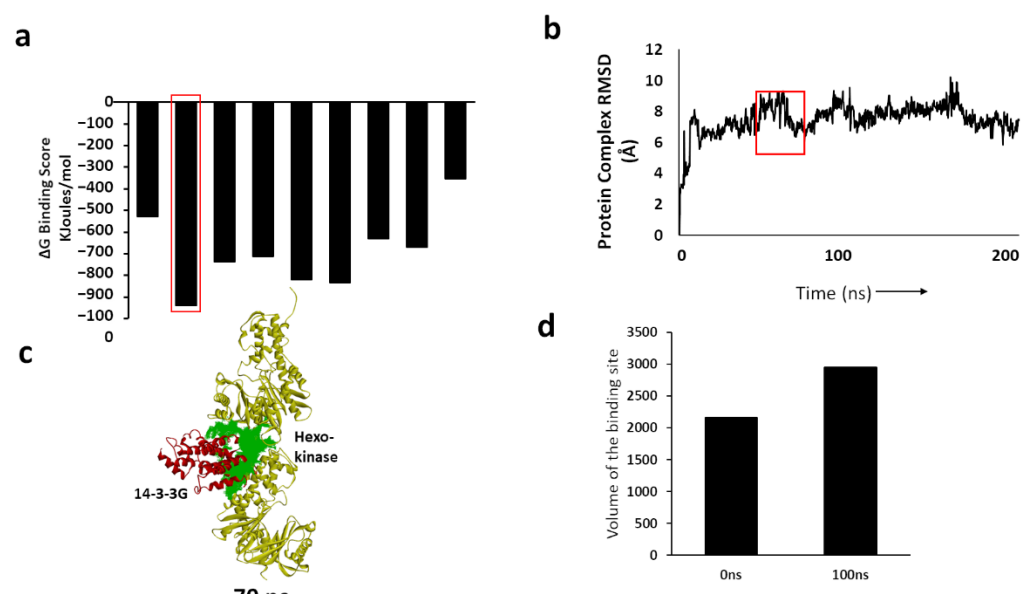 a
ΔG Binding Score
KJoules/mol
0
−100
−200
−300
−400
−500
−600
−700
−800
−900
−100
0
b
Protein Complex RMSD
(Å)
12
10
8
6
4
2
0
0
100
200
Time (ns)
c
Hexo-
kinase
14-3-3G
70 ns
d
Volume of the binding site
3500
3000
2500
2000
1500
1000
500
0
0ns
100ns